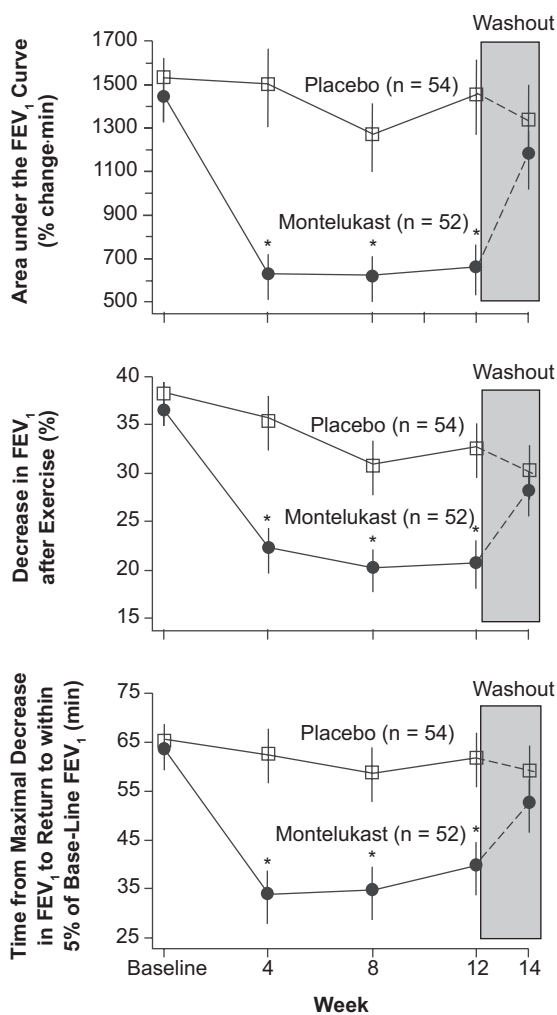 Washout
Area under the FEV₁ Curve
(% change·min)
1700
1500
1300
1100
900
700
500
Placebo (n = 54)
Montelukast (n = 52)
*
*
*
Washout
Decrease in FEV₁
after Exercise (%)
40
35
30
25
20
15
Placebo (n = 54)
Montelukast (n = 52)
*
*
*
Washout
Time from Maximal Decrease
in FEV₁ to Return to within
5% of Base-Line FEV₁ (min)
75
65
55
45
35
25
Placebo (n = 54)
Montelukast (n = 52)
*
*
*
Baseline 4 8 12 14
Week